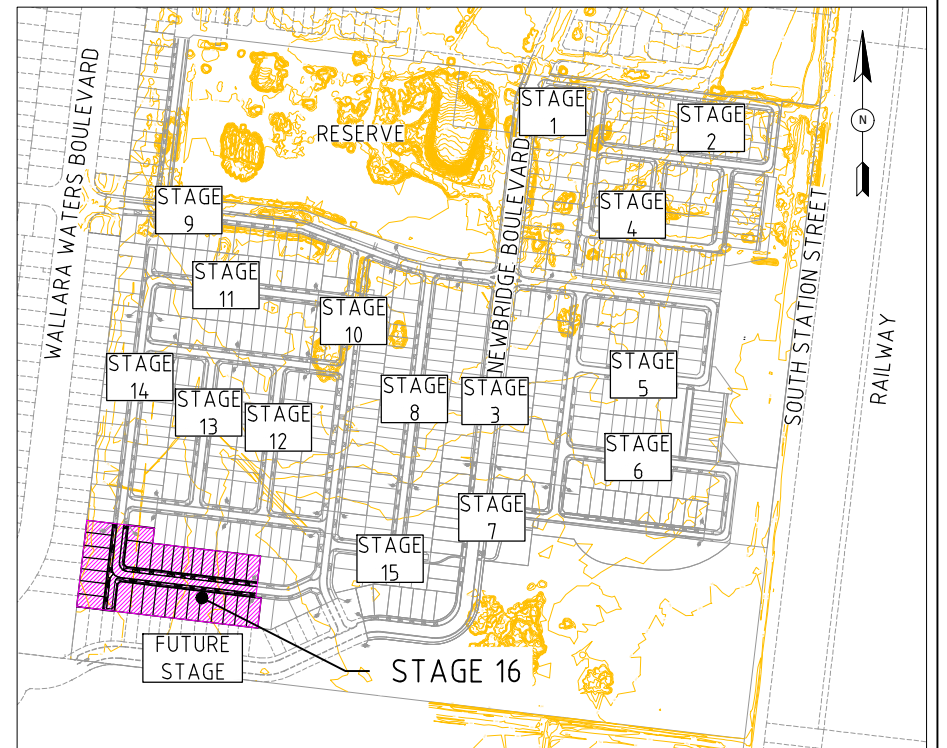 WALLARA WATERS BOULEVARD
RESERVE
NEWBRIDGE BOULEVARD
STAGE
1
STAGE
2
N
STAGE
4
STAGE
9
STAGE
11
STAGE
10
SOUTH STATION STREET
RAILWAY
STAGE
14
STAGE
13
STAGE
12
STAGE
8
STAGE
3
STAGE
5
STAGE
6
STAGE
7
STAGE
15
FUTURE
STAGE
STAGE 16